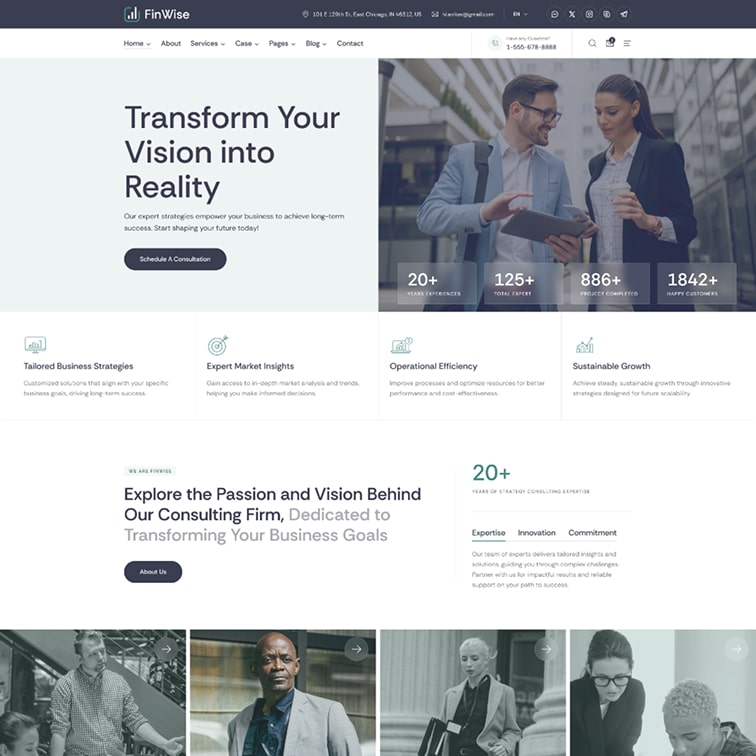 FinWise
101 E 129th St, East Chicago, IN 46312, US
EN
Home
About
Services
Case
Pages
Blog
Contact
Have any Questions?
1-555-678-8888
Transform Your
Vision into
Reality
Our expert strategies empower your business to achieve long-term
success. Start shaping your future today!
Schedule A Consultation
20+
YEARS EXPERIENCES
125+
TOTAL EXPERT
886+
PROJECT COMPLETED
1842+
HAPPY CUSTOMERS
Tailored Business Strategies
Customized solutions that align with your specific
business goals, driving long-term success.
Expert Market Insights
Gain access to in-depth market analysis and trends,
helping you make informed decisions.
Operational Efficiency
Improve processes and optimize resources for better
performance and cost-effectiveness.
Sustainable Growth
Achieve steady, sustainable growth through innovative
strategies designed for future scalability.
WE ARE FINWISE
Explore the Passion and Vision Behind
Our Consulting Firm, Dedicated to
Transforming Your Business Goals
About Us
20+
YEARS OF STRATEGY CONSULTING EXPERTISE
Expertise
Innovation
Commitment
Our team of experts delivers tailored insights and
solutions, guiding you through complex challenges.
Partner with us for impactful results and reliable
support on your path to success.